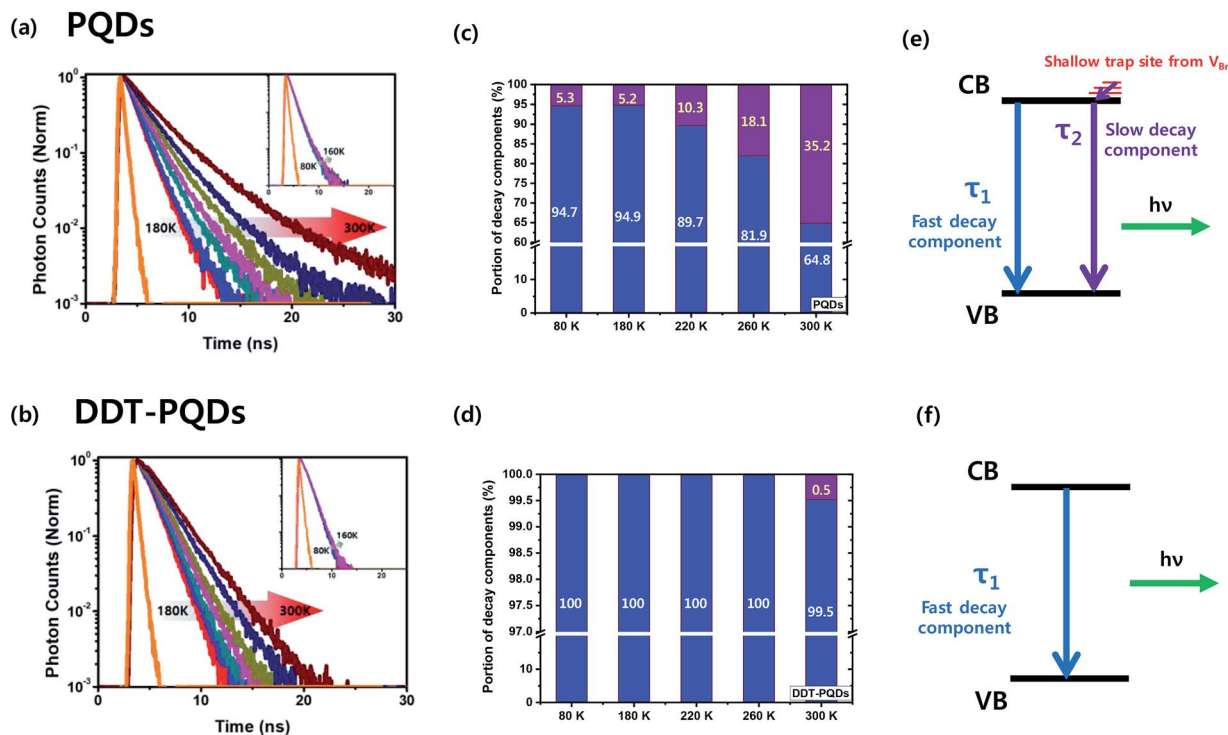 (a) PQDs
Photon Counts (Norm)
10⁰
10⁻¹
10⁻²
10⁻³
180K
300K
0 10 20 30
Time (ns)
80K
160K
0 10 20
(c)
Portion of decay components (%)
100
95
90
85
80
75
70
65
60
10
0
5.3
5.2
10.3
18.1
35.2
94.7
94.9
89.7
81.9
64.8
PQDs
80 K 180 K 220 K 260 K 300 K
(e)
Shallow trap site from V_Br
CB
τ₂
Slow decay
component
τ₁
Fast decay
component
hν
VB
(b) DDT-PQDs
Photon Counts (Norm)
10⁰
10⁻¹
10⁻²
10⁻³
180K
300K
0 10 20 30
Time (ns)
80K
160K
0 10 20
(d)
Portion of decay components (%)
100.0
99.5
99.0
98.5
98.0
97.5
97.0
10
0
0.5
100 100 100 100 99.5
DDT-PQDs
80 K 180 K 220 K 260 K 300 K
(f)
CB
τ₁
Fast decay
component
hν
VB